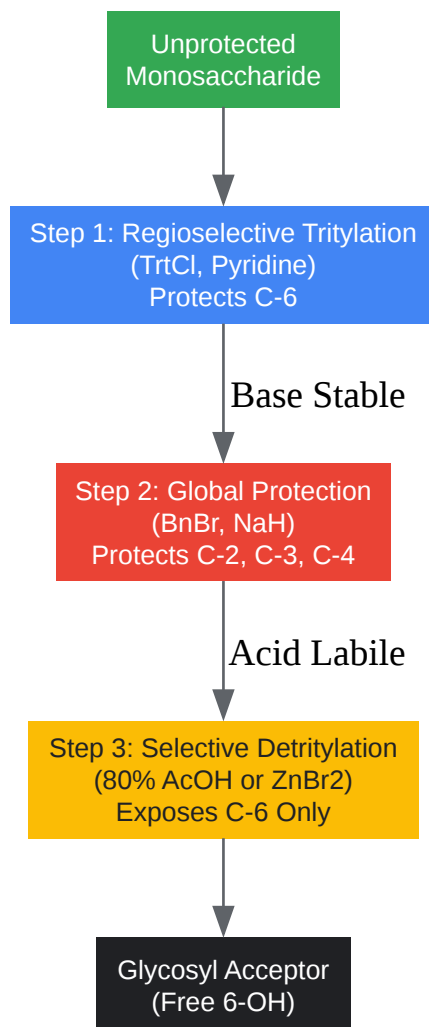 Unprotected
Monosaccharide
Step 1: Regioselective Tritylation
(TrtCl, Pyridine)
Protects C-6
Base Stable
Step 2: Global Protection
(BnBr, NaH)
Protects C-2, C-3, C-4
Acid Labile
Step 3: Selective Detritylation
(80% AcOH or ZnBr2)
Exposes C-6 Only
Glycosyl Acceptor
(Free 6-OH)